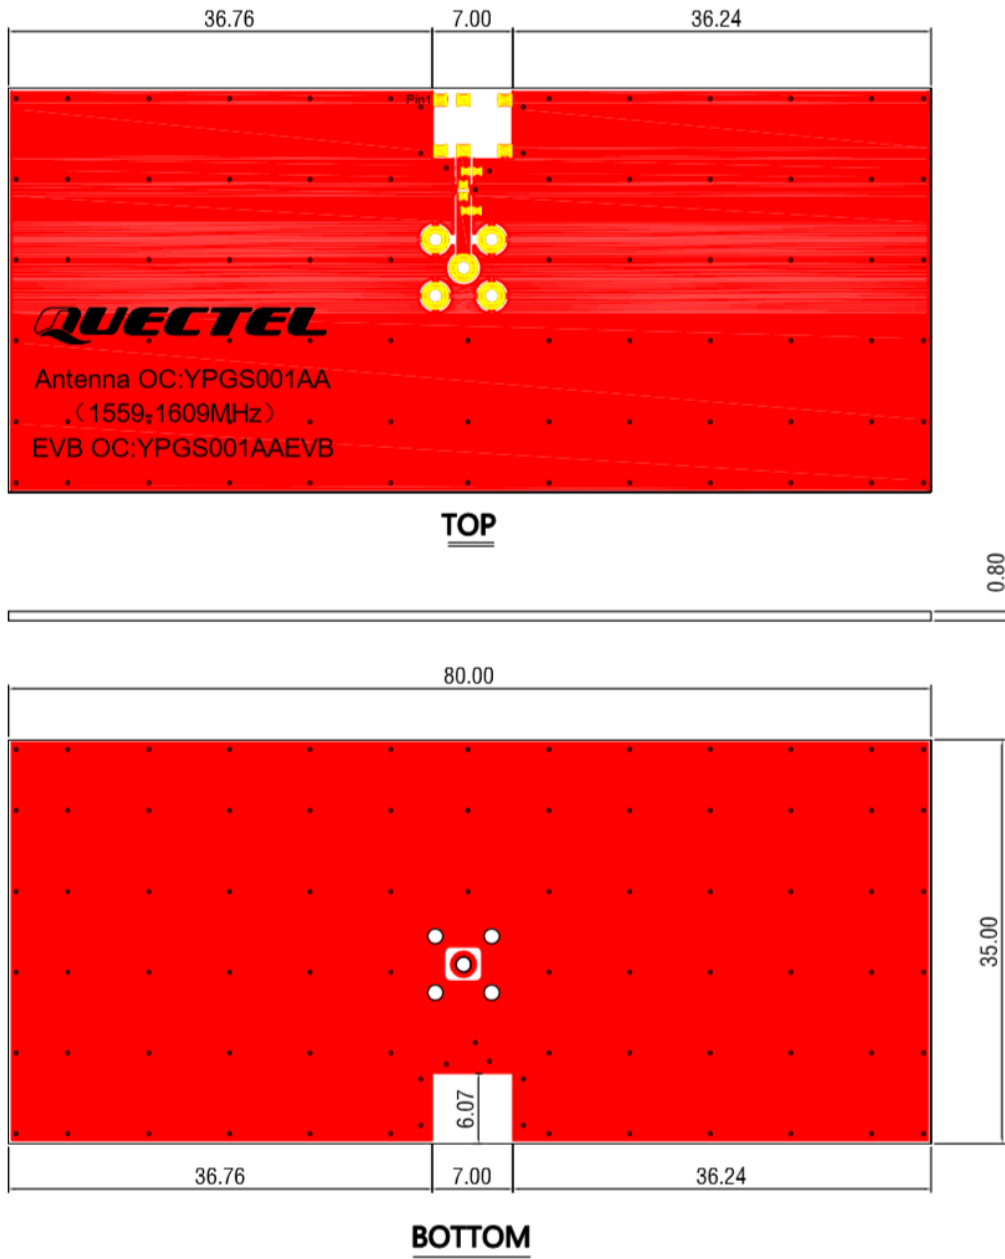 36.76 7.00 36.24
Pin1
QUECTEL
Antenna OC:YPGS001AA
（1559-1609MHz）
EVB OC:YPGS001AAEVB
TOP
0.80
80.00
35.00
6.07
36.76 7.00 36.24
BOTTOM